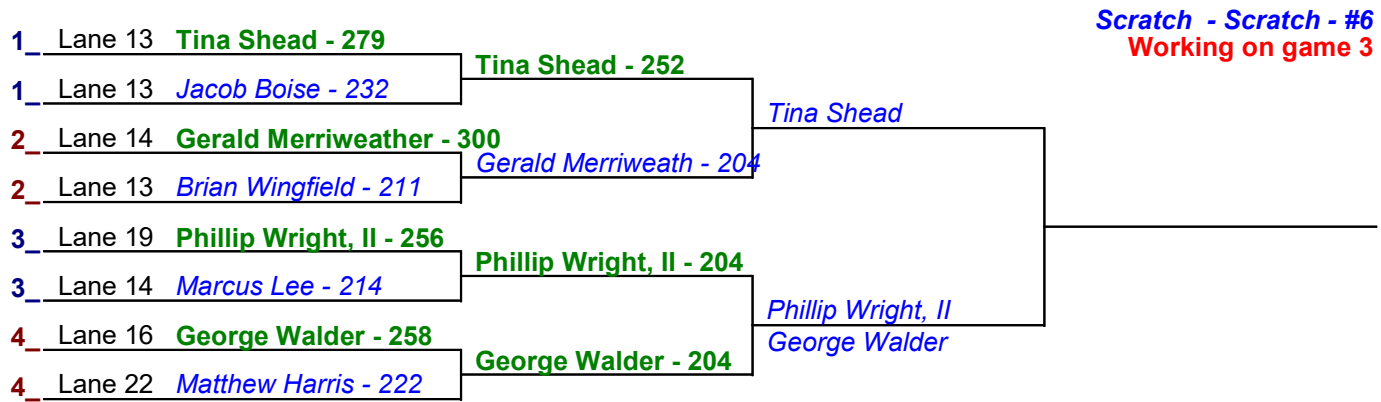 Scratch - Scratch - #6
Working on game 3
1_ Lane 13 Tina Shead - 279
Tina Shead - 252
1_ Lane 13 Jacob Boise - 232
Tina Shead
2_ Lane 14 Gerald Merriweather - 300
Gerald Merriweath - 204
2_ Lane 13 Brian Wingfield - 211
3_ Lane 19 Phillip Wright, II - 256
Phillip Wright, II - 204
3_ Lane 14 Marcus Lee - 214
Phillip Wright, II
George Walder
4_ Lane 16 George Walder - 258
George Walder - 204
4_ Lane 22 Matthew Harris - 222